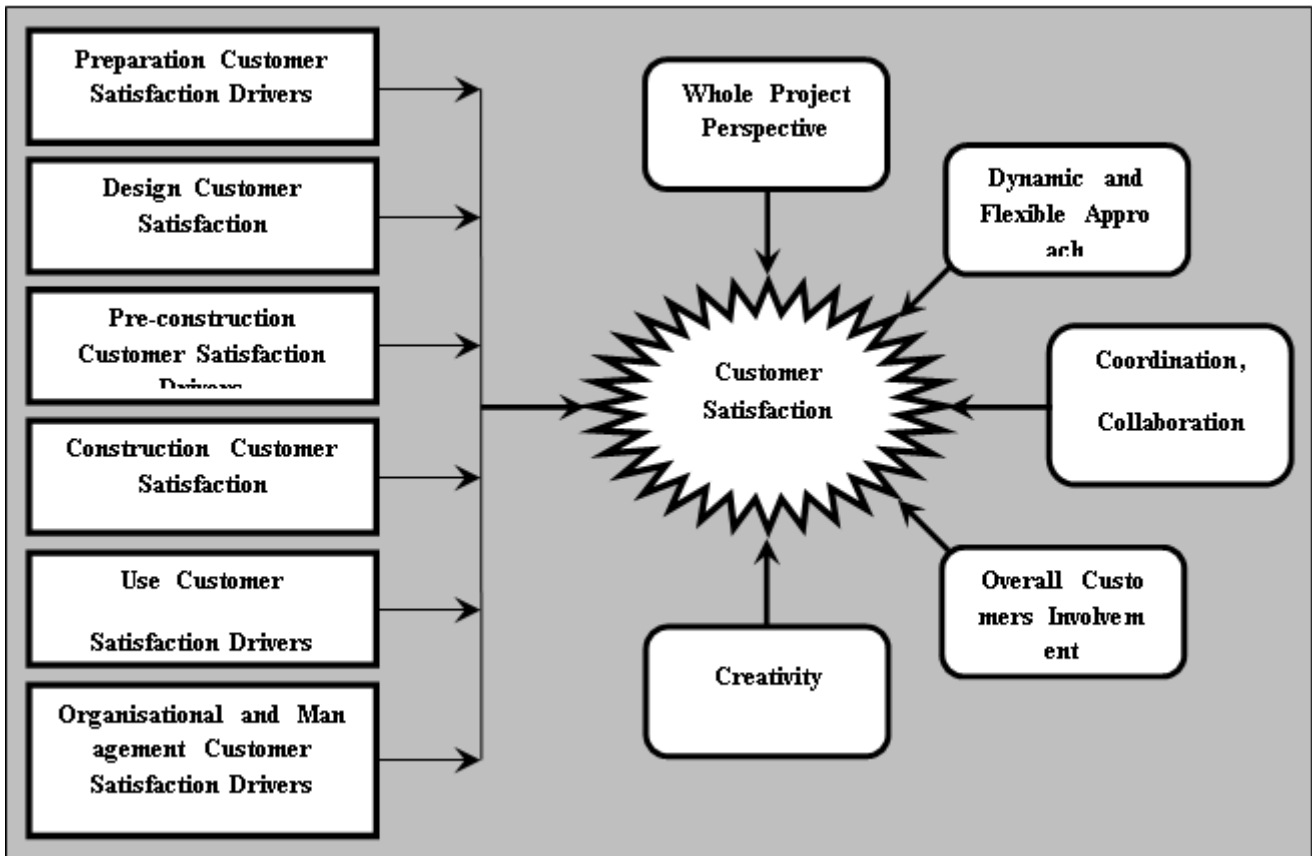 Preparation Customer
Satisfaction Drivers
Design Customer
Satisfaction
Pre-construction
Customer Satisfaction
Drivers
Construction Customer
Satisfaction
Use Customer
Satisfaction Drivers
Organisational and Man
agement Customer
Satisfaction Drivers
Whole Project
Perspective
Dynamic and
Flexible Appro
ach
Customer
Satisfaction
Coordination,
Collaboration
Overall Custo
mers Involvem
ent
Creativity